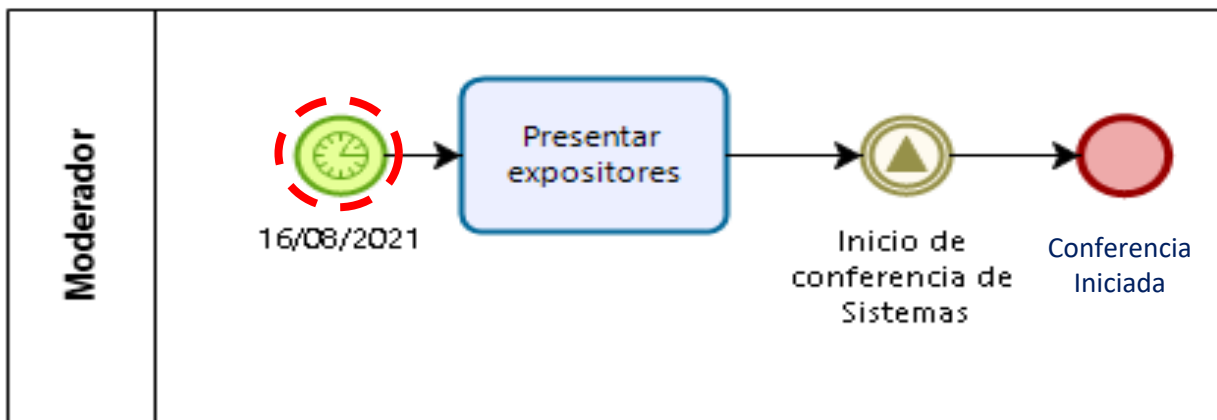 Moderador
16/08/2021
Presentar
expositores
Inicio de
conferencia de
Sistemas
Conferencia
Iniciada